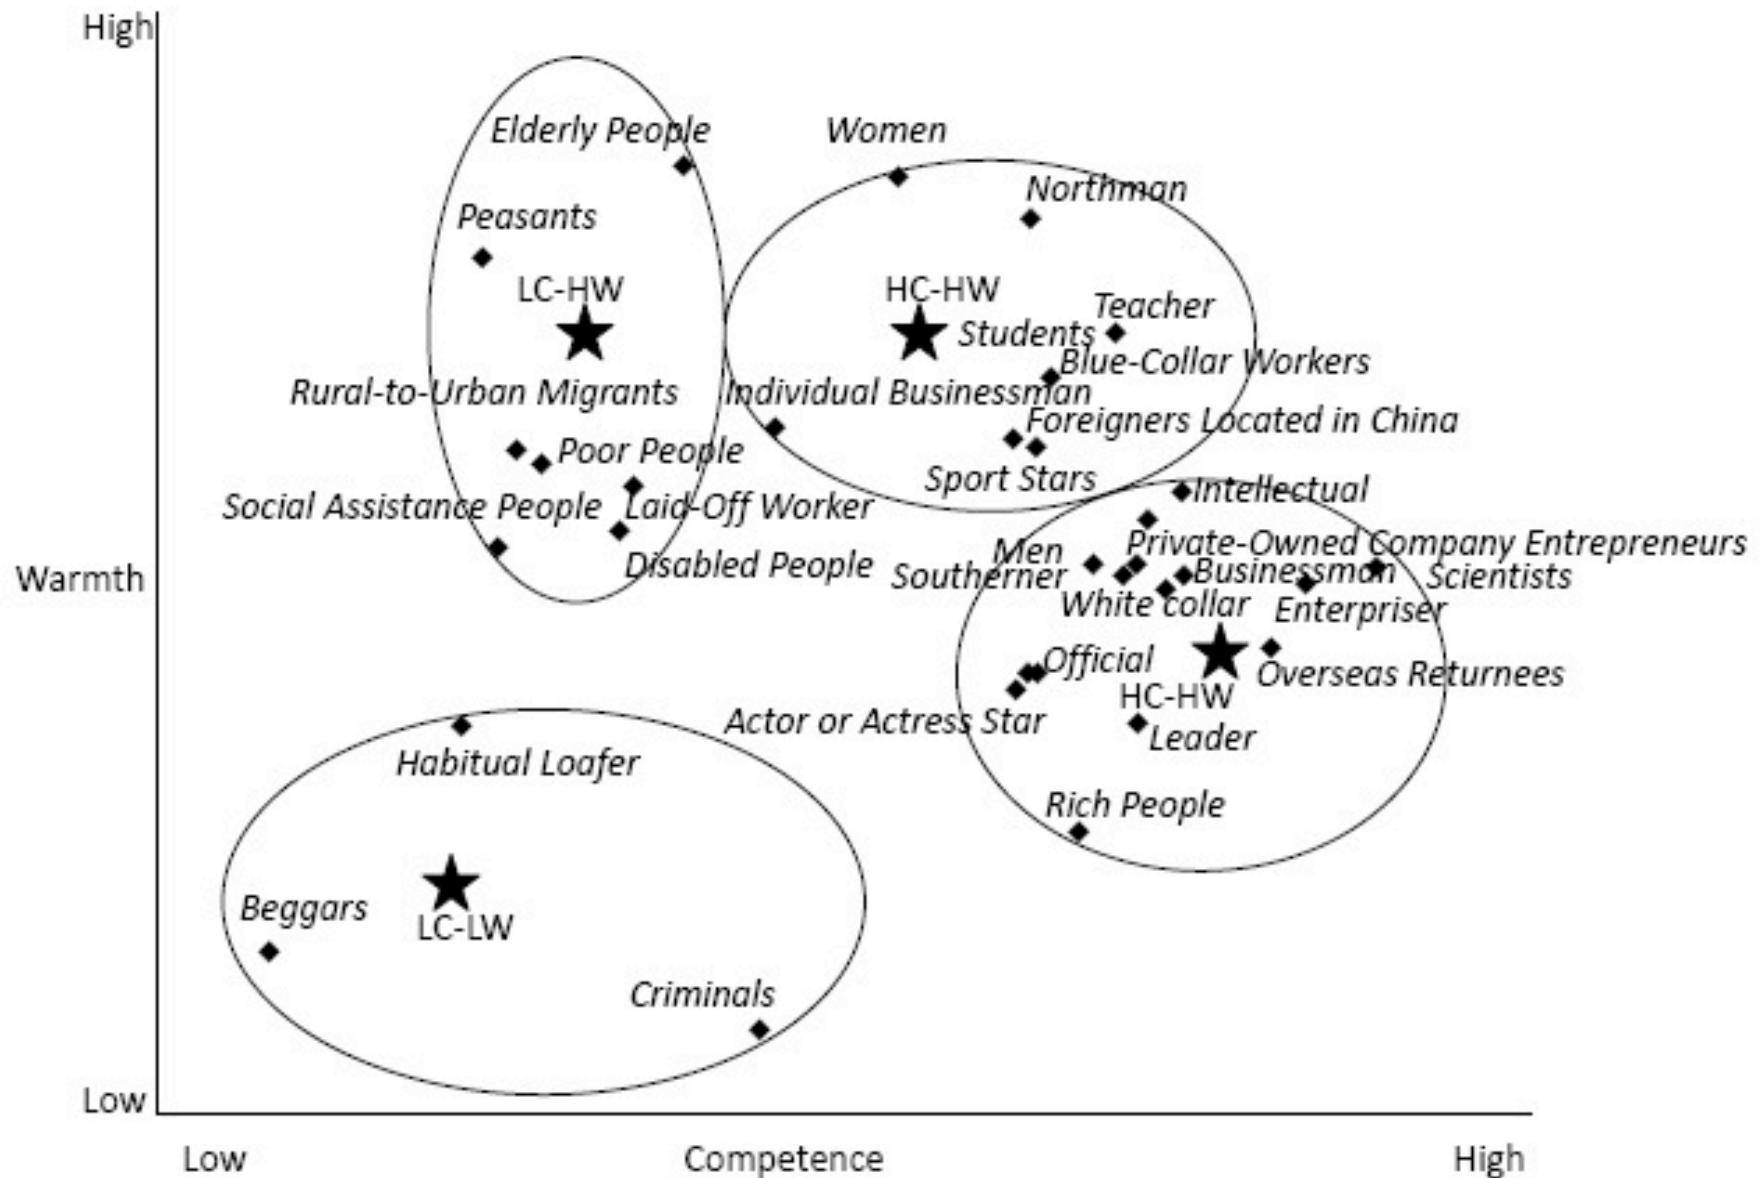 High
Elderly People
Women
Northman
Peasants
LC-HW
HC-HW
Teacher
Students
Blue-Collar Workers
Rural-to-Urban Migrants
Individual Businessman
Foreigners Located in China
Poor People
Sport Stars
Intellectual
Social Assistance People
Laid-Off Worker
Men
Private-Owned Company Entrepreneurs
Disabled People
Southerner
Businessman
Scientists
Warmth
White collar
Enterpriser
Official
Overseas Returnees
HC-HW
Actor or Actress Star
Leader
Habitual Loafer
Rich People
Beggars
LC-LW
Criminals
Low
Low
Competence
High